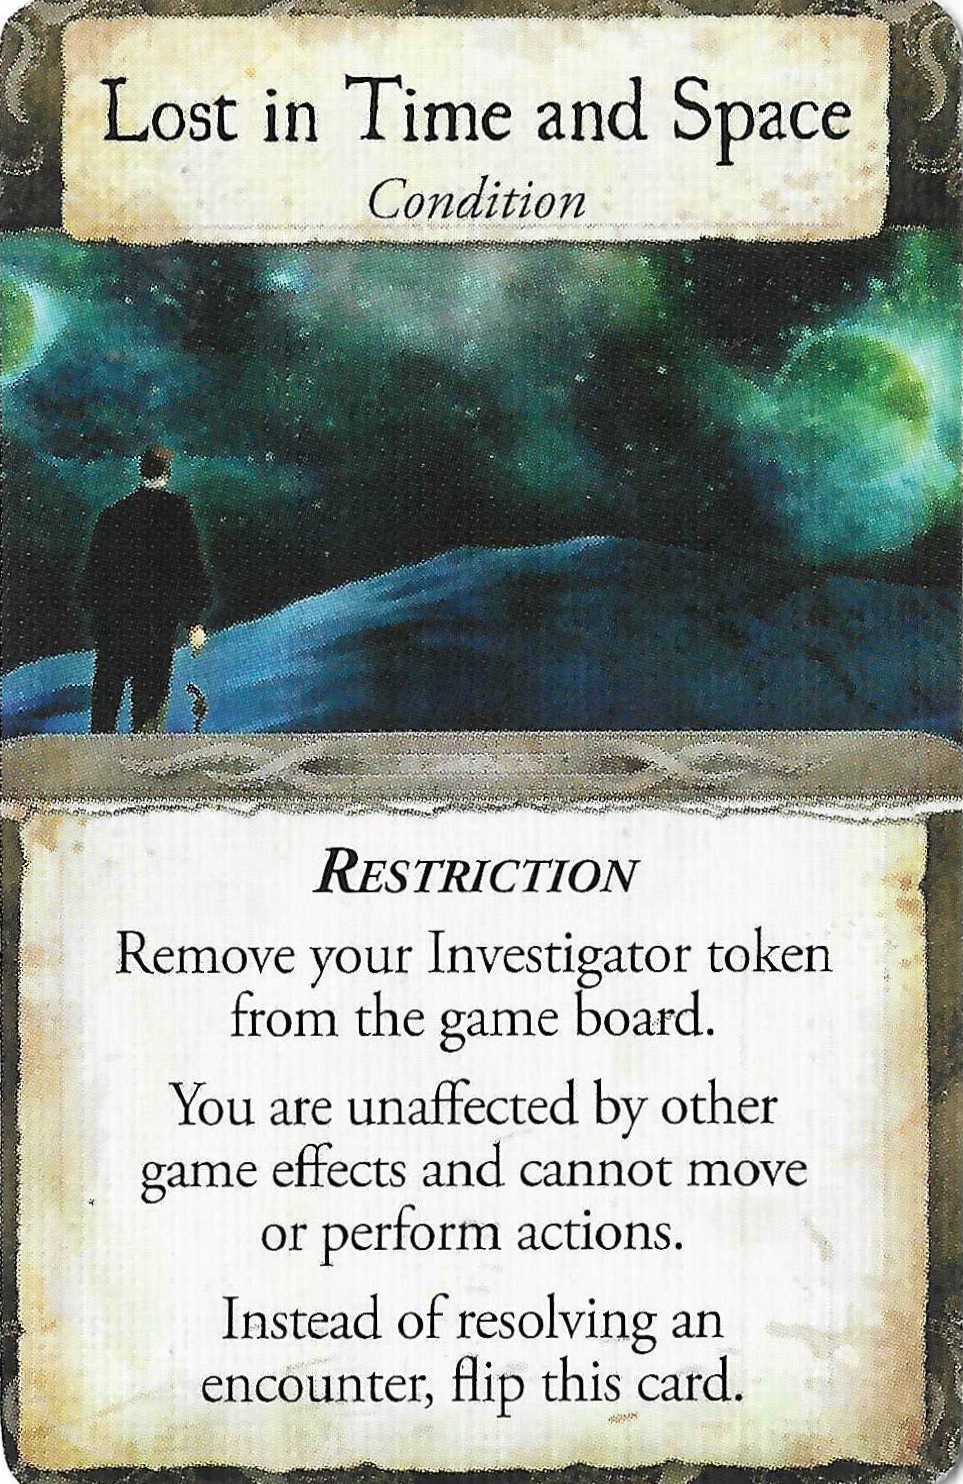 Lost in Time and Space
Condition
RESTRICTION
Remove your Investigator token
from the game board.
You are unaffected by other
game effects and cannot move
or perform actions.
Instead of resolving an
encounter, flip this card.